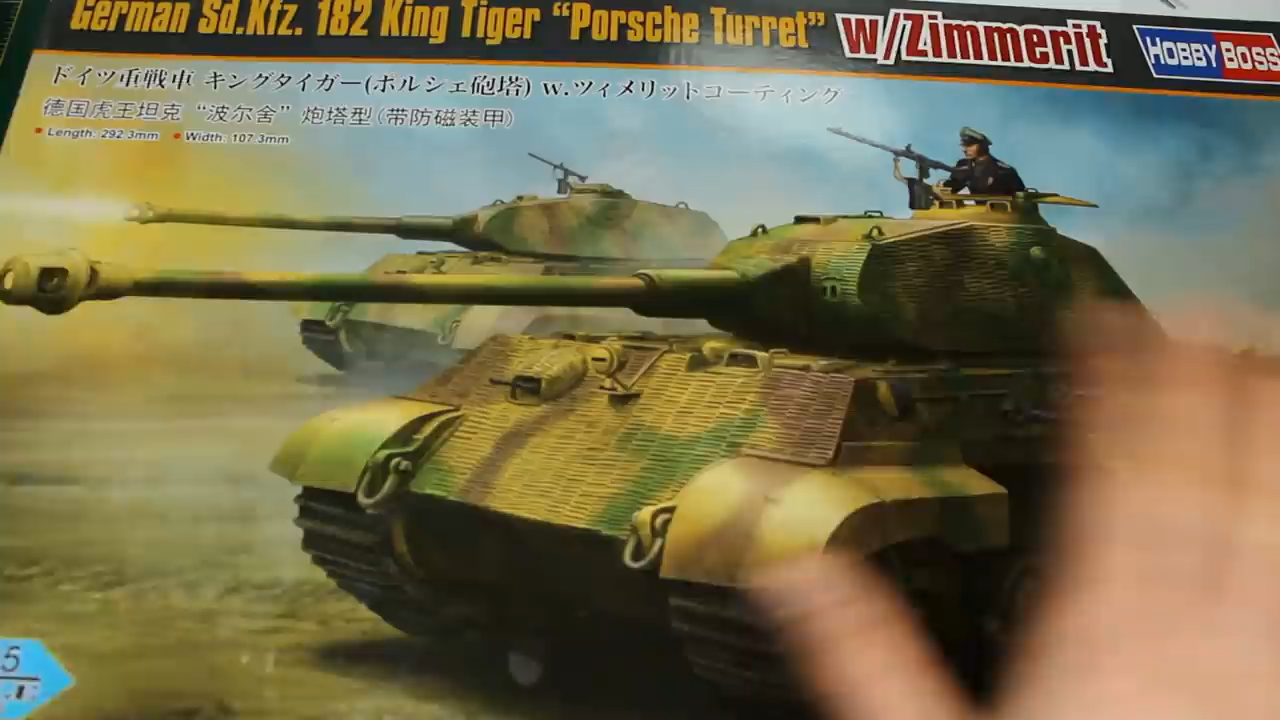 German Sd.Kfz. 182 King Tiger “Porsche Turret” w/Zimmerit
HOBBY BOSS
ドイツ重戦車 キングタイガー(ポルシェ砲塔) w.ツィメリットコーティング
德国虎王坦克 “波尔舍” 炮塔型(带防磁装甲)
• Length: 292.3mm • Width: 107.3mm
5